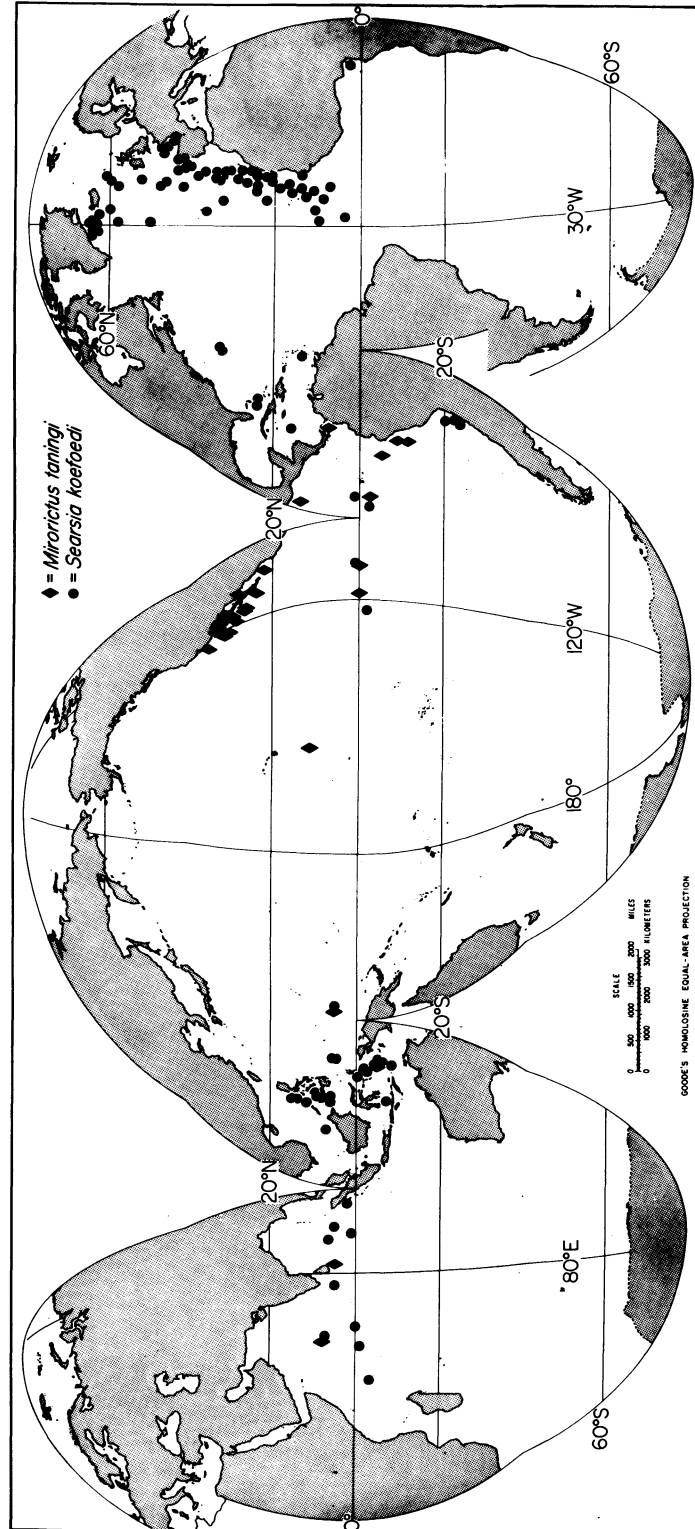 ◆ = Mirorictus taningi
● = Searsia koefoedi
60°N
20°N
20°N
0°
0°
20°S
20°S
60°S
60°S
80°E
180°
120°W
30°W
SCALE
0 500 1000 1500 2000 MILES
0 1000 2000 3000 KILOMETERS
GOODE'S HOMOLOSINE EQUAL-AREA PROJECTION